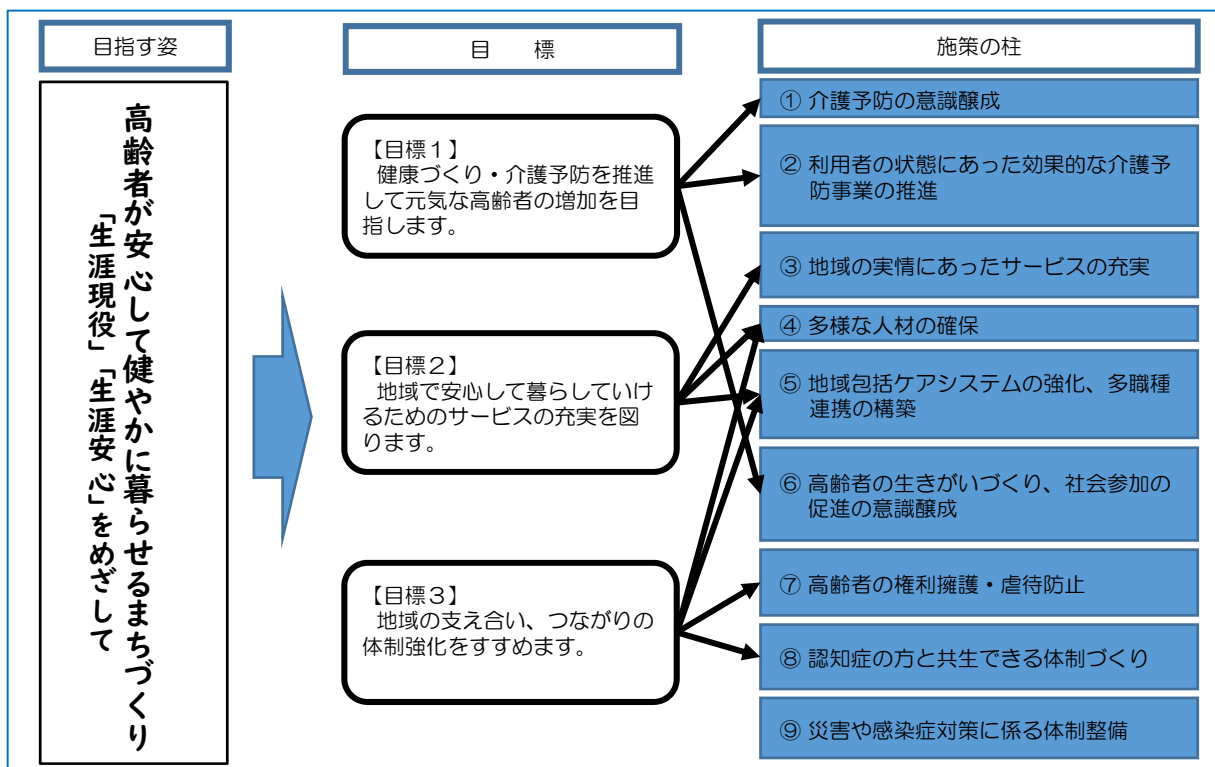 目指す姿
高齢者が安心して健やかに暮らせるまちづくり
「生涯現役」「生涯安心」をめざして
目　標
【目標１】
健康づくり・介護予防を推進
して元気な高齢者の増加を目
指します。
【目標２】
地域で安心して暮らしていけ
るためのサービスの充実を図
ります。
【目標３】
地域の支え合い、つながりの
体制強化をすすめます。
施策の柱
① 介護予防の意識醸成
② 利用者の状態にあった効果的な介護予
防事業の推進
③ 地域の実情にあったサービスの充実
④ 多様な人材の確保
⑤ 地域包括ケアシステムの強化、多職種
連携の構築
⑥ 高齢者の生きがいづくり、社会参加の
促進の意識醸成
⑦ 高齢者の権利擁護・虐待防止
⑧ 認知症の方と共生できる体制づくり
⑨ 災害や感染症対策に係る体制整備